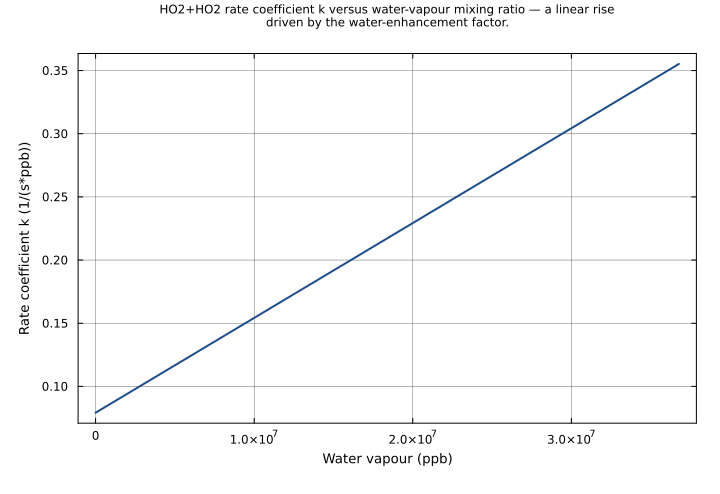 HO2+HO2 rate coefficient k versus water-vapour mixing ratio — a linear rise
driven by the water-enhancement factor.
0.35
0.30
0.25
0.20
0.15
0.10
Rate coefficient k (1/(s*ppb))
0
1.0×10⁷
2.0×10⁷
3.0×10⁷
Water vapour (ppb)